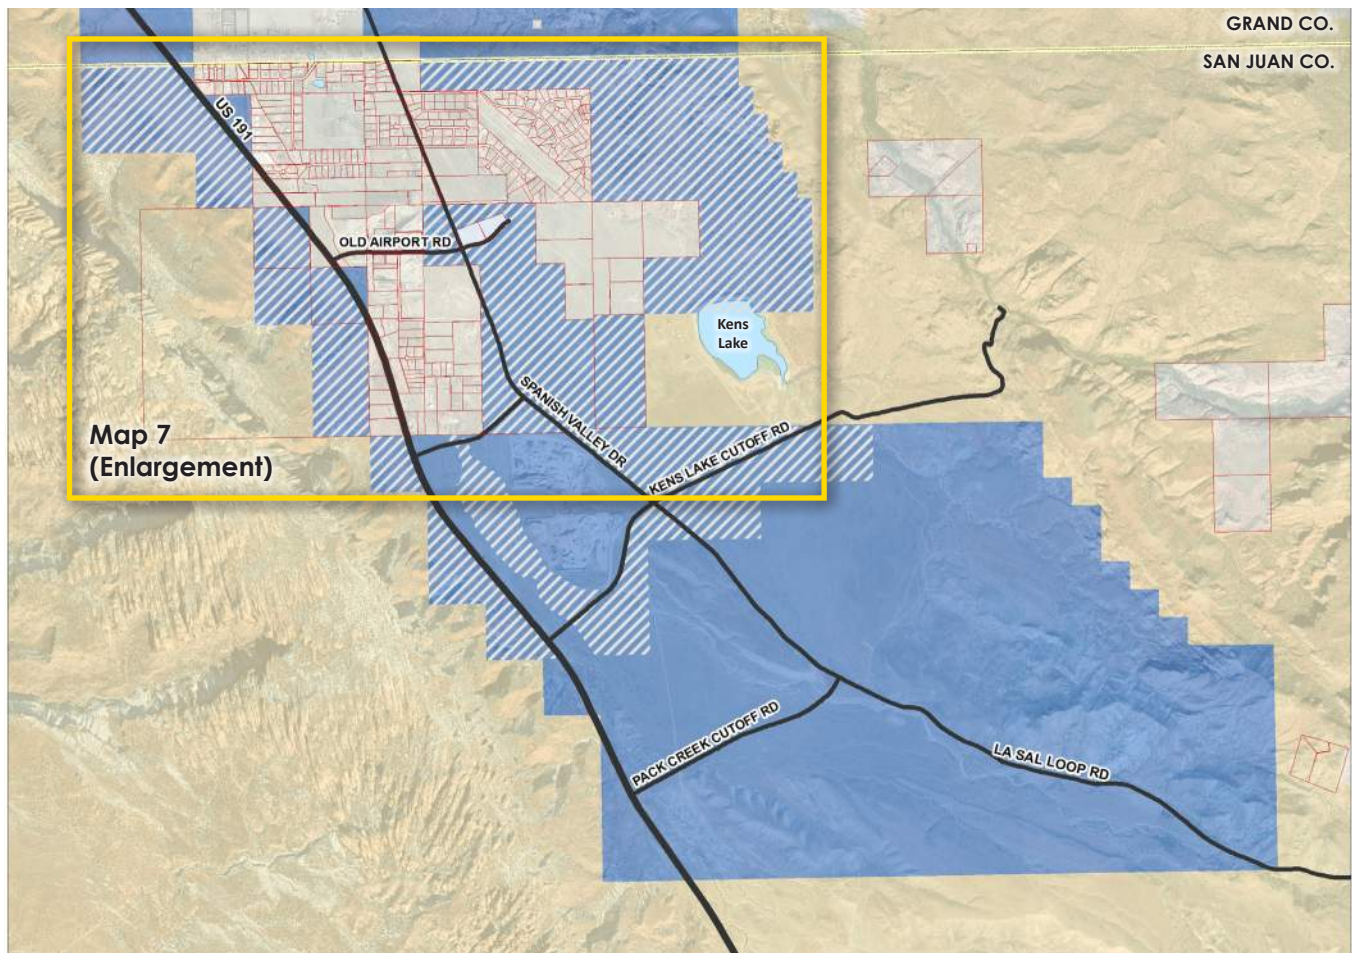 GRAND CO.
SAN JUAN CO.
US 191
OLD AIRPORT RD
Kens
Lake
SPANISH VALLEY DR
KENS LAKE CUTOFF RD
Map 7
(Enlargement)
PACK CREEK CUTOFF RD
LA SAL LOOP RD